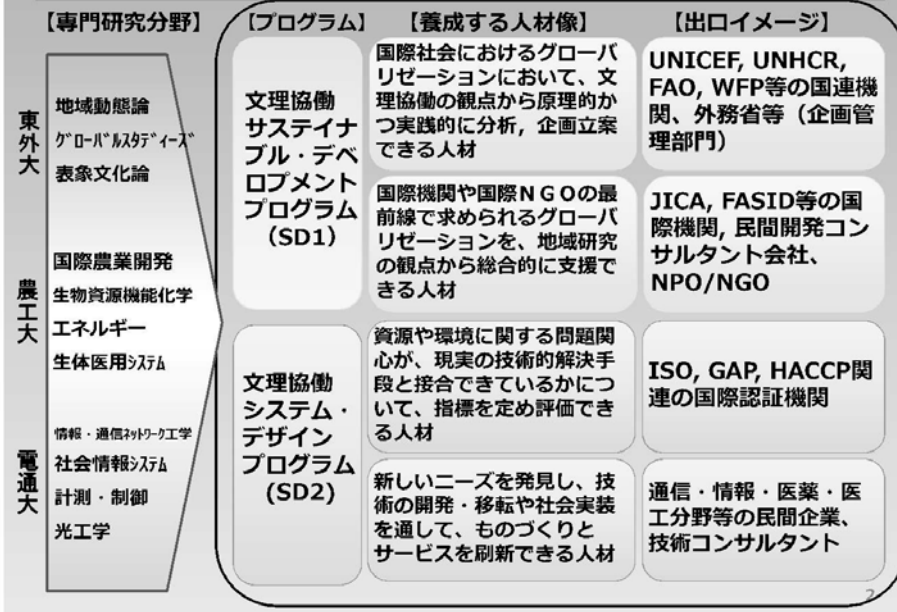 【専門研究分野】
【プログラム】
【養成する人材像】
【出口イメージ】
東外大
地域動態論
グローバルスタディーズ
表象文化論
農工大
国際農業開発
生物資源機能化学
エネルギー
生体医用システム
電通大
情報・通信ネットワーク工学
社会情報システム
計測・制御
光工学
文理協働
サステイナ
ブル・デベ
ロプメント
プログラム
(SD1)
国際社会におけるグローバ
リゼーションにおいて、文
理協働の観点から原理的か
つ実践的に分析,企画立案
できる人材
UNICEF, UNHCR,
FAO, WFP等の国連機
関、外務省等(企画管
理部門)
国際機関や国際NGOの最
前線で求められるグローバ
リゼーションを、地域研究
の観点から総合的に支援で
きる人材
JICA, FASID等の国
際機関, 民間開発コン
サルタント会社、
NPO/NGO
文理協働
システム・
デザイン
プログラム
(SD2)
資源や環境に関する問題関
心が、現実の技術的解決手
段と接合できているかにつ
いて、指標を定め評価でき
る人材
ISO, GAP, HACCP関
連の国際認証機関
新しいニーズを発見し、技
術の開発・移転や社会実装
を通して、ものづくりと
サービスを刷新できる人材
通信・情報・医薬・医
工分野等の民間企業、
技術コンサルタント
2